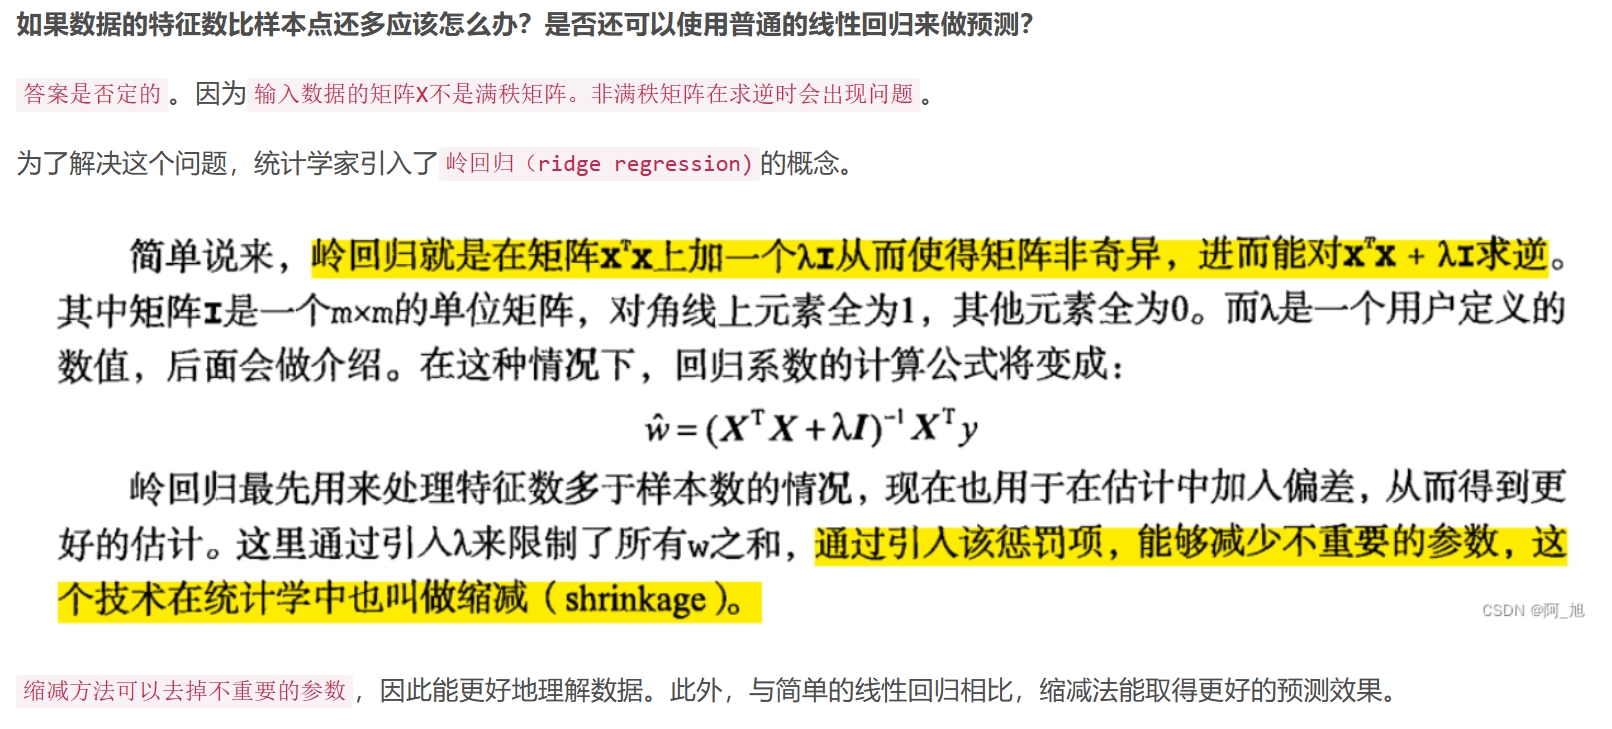 如果数据的特征数比样本点还多应该怎么办？是否还可以使用普通的线性回归来做预测？
答案是否定的。因为输入数据的矩阵X不是满秩矩阵。非满秩矩阵在求逆时会出现问题。
为了解决这个问题，统计学家引入了岭回归（ridge regression)的概念。
简单说来，岭回归就是在矩阵xᵀx上加一个λI从而使得矩阵非奇异，进而能对xᵀx + λI求逆。
其中矩阵I是一个m×m的单位矩阵，对角线上元素全为1，其他元素全为0。而λ是一个用户定义的
数值，后面会做介绍。在这种情况下，回归系数的计算公式将变成：
ŵ = (XᵀX + λI)⁻¹Xᵀy
岭回归最先用来处理特征数多于样本数的情况，现在也用于在估计中加入偏差，从而得到更
好的估计。这里通过引入λ来限制了所有w之和，通过引入该惩罚项，能够减少不重要的参数，这
个技术在统计学中也叫做缩减（shrinkage）。
CSDN @阿_旭
缩减方法可以去掉不重要的参数，因此能更好地理解数据。此外，与简单的线性回归相比，缩减法能取得更好的预测效果。